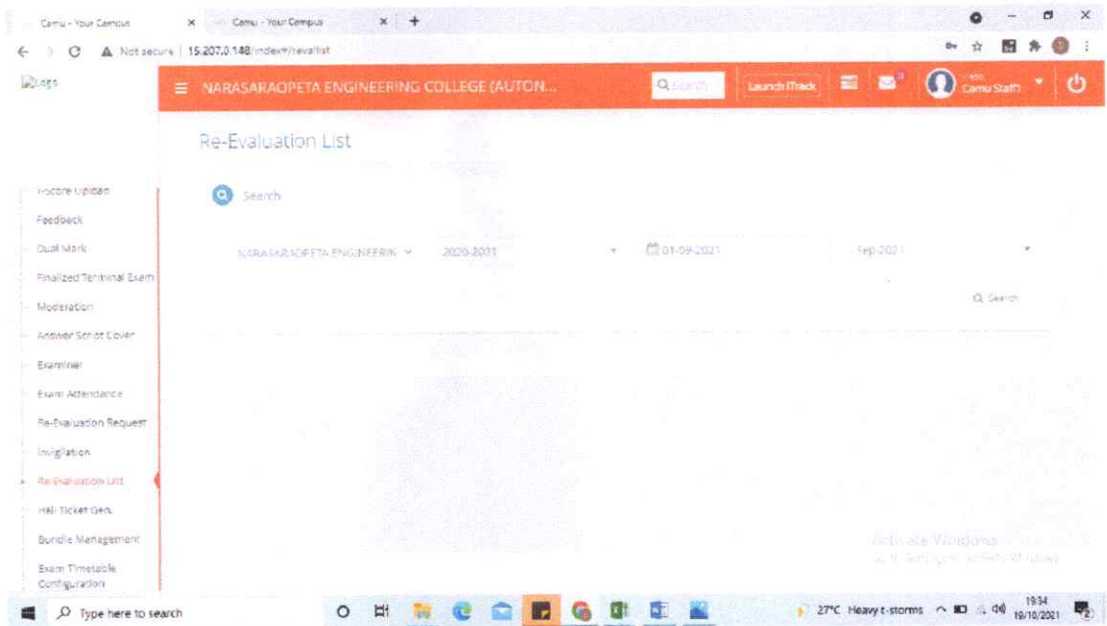 Camu - Your Campus
Camu - Your Campus
Not secure | 15.207.0.148/index#/revallist
Logo
NARASARAOPETA ENGINEERING COLLEGE (AUTON...
Search
Launch iTrack
Camu Staff1
Re-Evaluation List
Search
NARASARAOPETA ENGINEERIN
2020-2021
01-09-2021
Sep-2021
Search
I-Score Upload
Feedback
Dual Mark
Finalized Terminal Exam
Moderation
Answer Script Cover
Examiner
Exam Attendance
Re-Evaluation Request
Invigilation
Re-Evaluation List
Hall Ticket Gen.
Bundle Management
Exam Timetable
Configuration
Activate Windows
Type here to search
27°C Heavy t-storms
19:34
19/10/2021
2